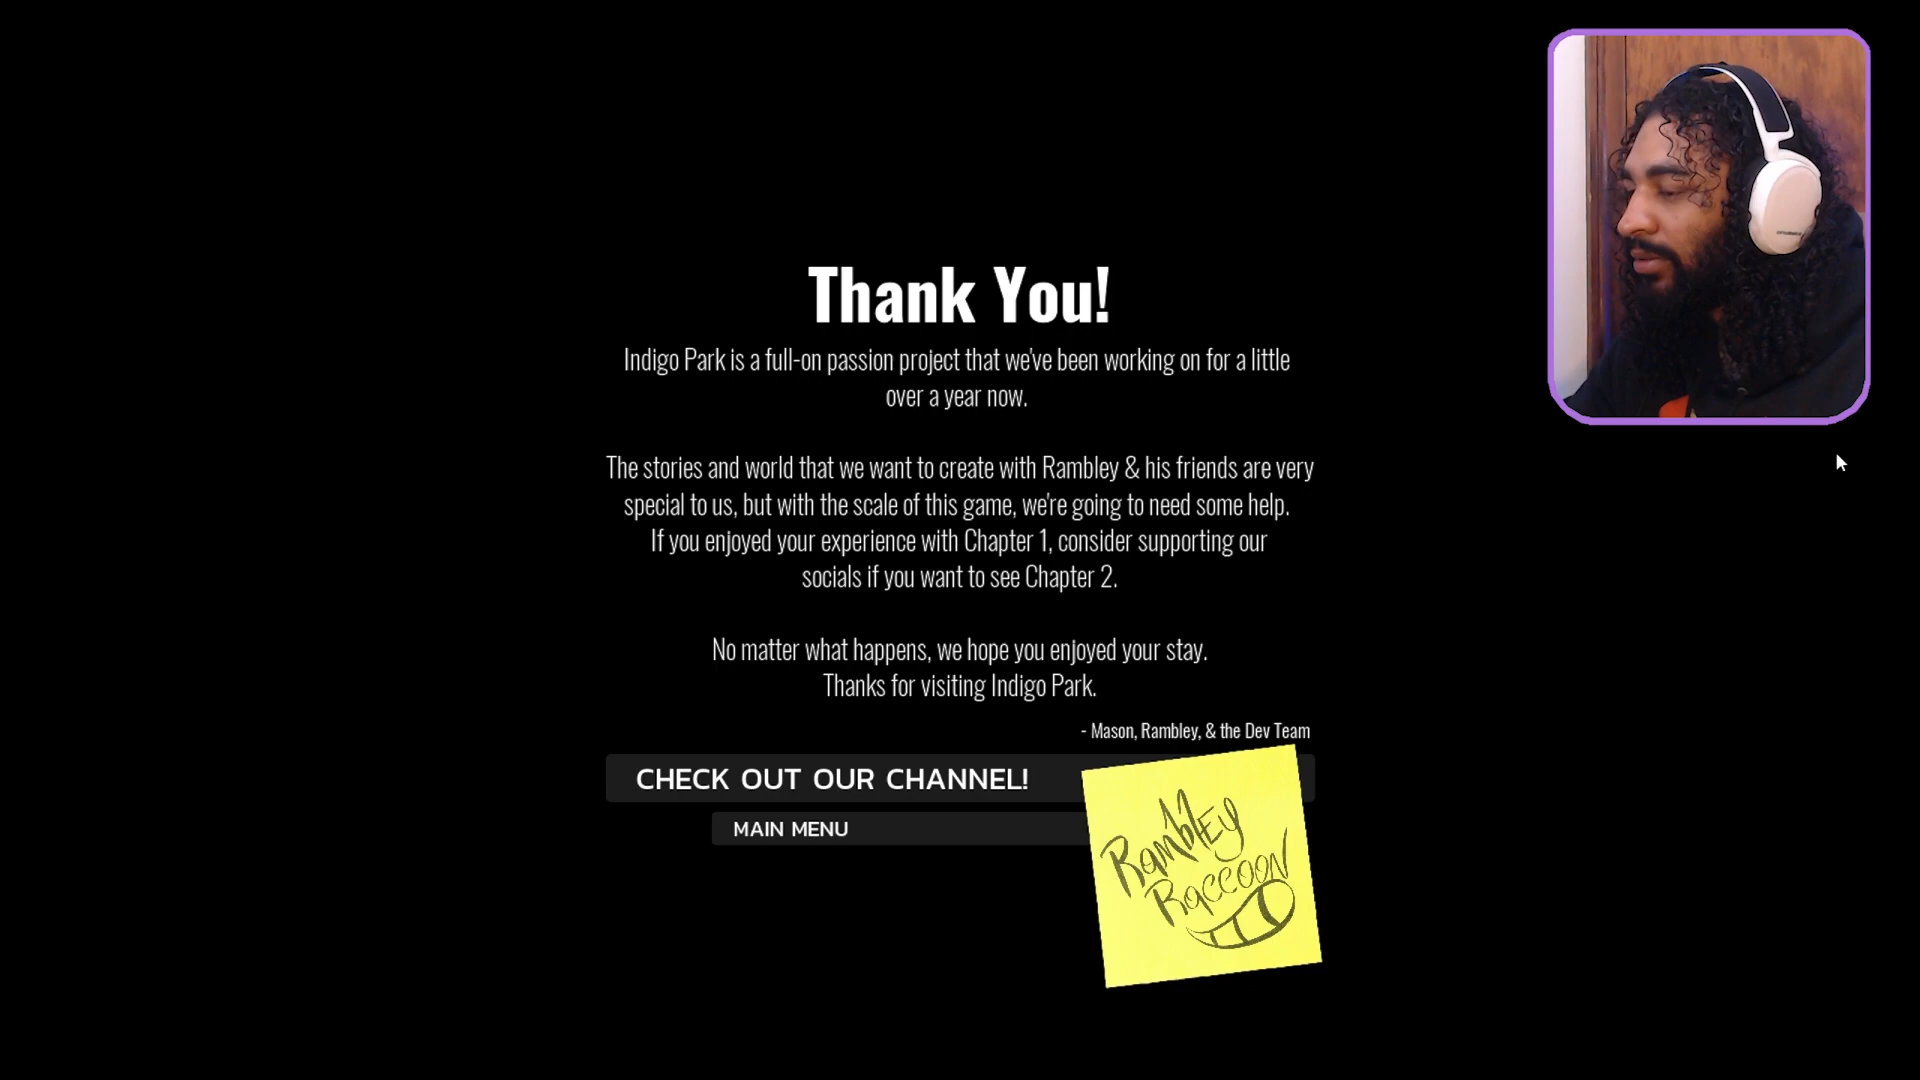 Thank You!
Indigo Park is a full-on passion project that we've been working on for a little
over a year now.
The stories and world that we want to create with Rambley & his friends are very
special to us, but with the scale of this game, we're going to need some help.
If you enjoyed your experience with Chapter 1, consider supporting our
socials if you want to see Chapter 2.
No matter what happens, we hope you enjoyed your stay.
Thanks for visiting Indigo Park.
- Mason, Rambley, & the Dev Team
CHECK OUT OUR CHANNEL!
MAIN MENU
RamblEy
Raccoon